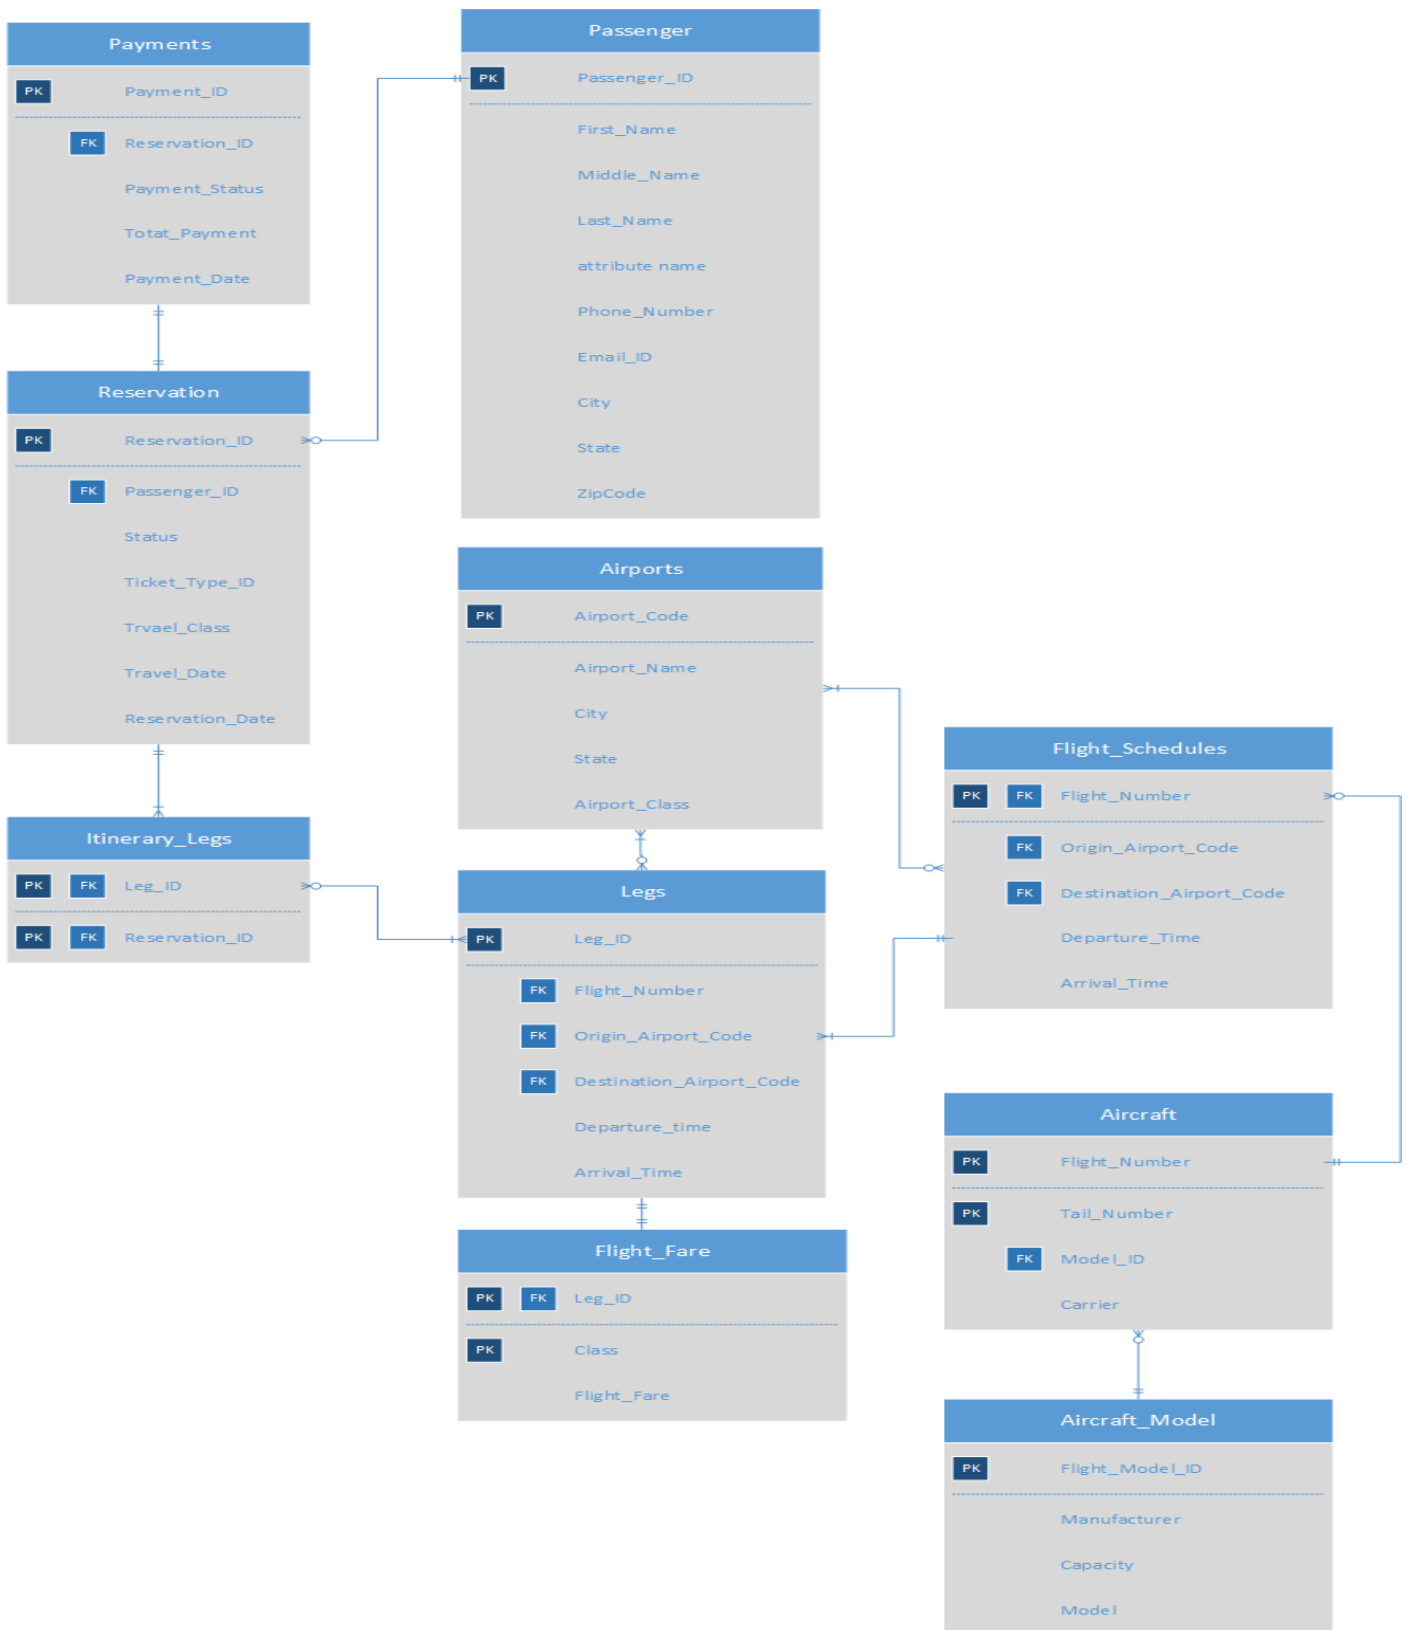 Payments
PK Payment_ID
FK Reservation_ID
Payment_Status
Totat_Payment
Payment_Date
Passenger
PK Passenger_ID
First_Name
Middle_Name
Last_Name
attribute name
Phone_Number
Email_ID
City
State
ZipCode
Reservation
PK Reservation_ID
FK Passenger_ID
Status
Ticket_Type_ID
Trvael_Class
Travel_Date
Reservation_Date
Airports
PK Airport_Code
Airport_Name
City
State
Airport_Class
Itinerary_Legs
PK FK Leg_ID
PK FK Reservation_ID
Legs
PK Leg_ID
FK Flight_Number
FK Origin_Airport_Code
FK Destination_Airport_Code
Departure_time
Arrival_Time
Flight_Schedules
PK FK Flight_Number
FK Origin_Airport_Code
FK Destination_Airport_Code
Departure_Time
Arrival_Time
Flight_Fare
PK FK Leg_ID
PK Class
Flight_Fare
Aircraft
PK Flight_Number
PK Tail_Number
FK Model_ID
Carrier
Aircraft_Model
PK Flight_Model_ID
Manufacturer
Capacity
Model